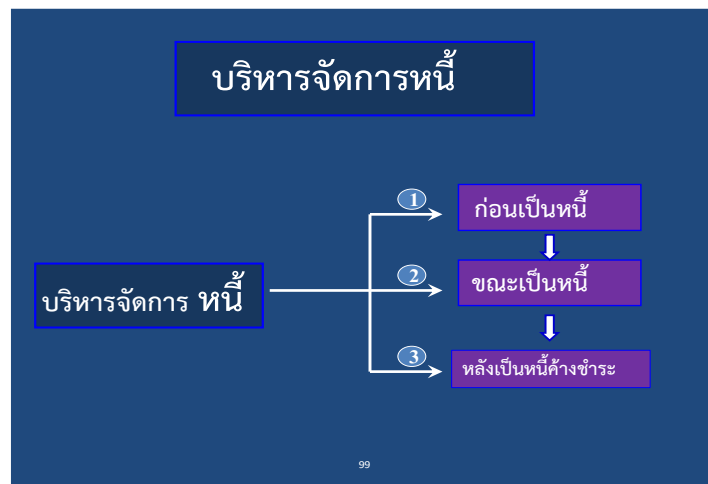 บริหารจัดการหนี้
1
ก่อนเป็นหนี้
บริหารจัดการ หนี้
2
ขณะเป็นหนี้
3
หลังเป็นหนี้ค้างชำระ
99